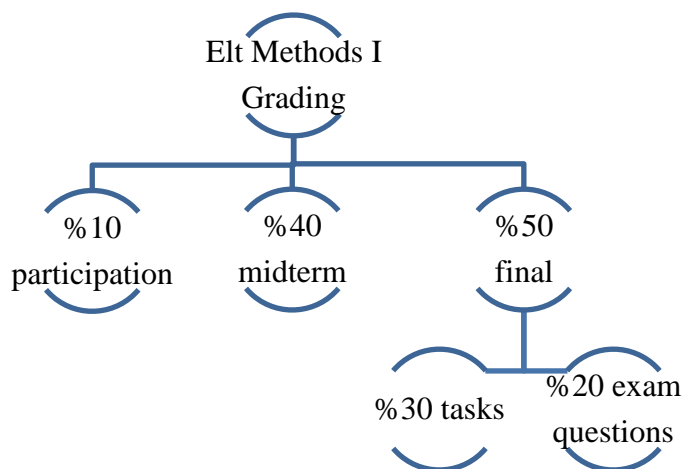 Elt Methods I
Grading
%10
participation
%40
midterm
%50
final
%30 tasks
%20 exam
questions